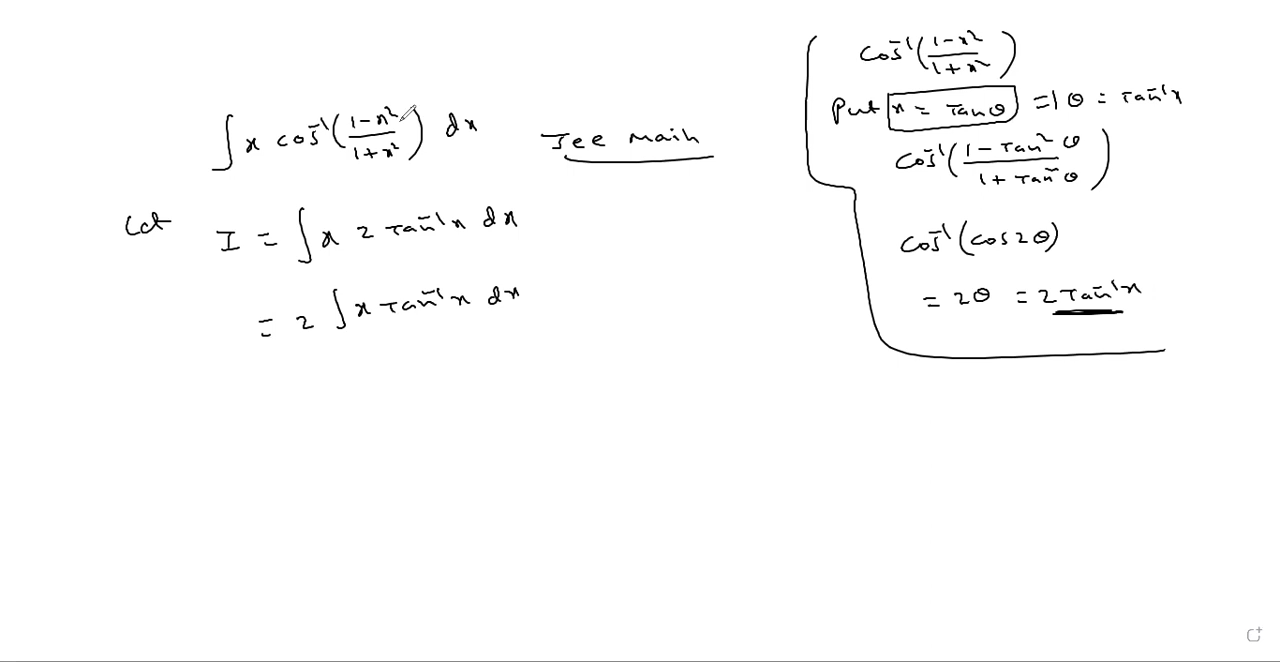 ∫ x cos⁻¹((1-x²)/(1+x²)) dx Jee Main
Let I = ∫ x 2 Tan⁻¹x dx
= 2 ∫ x Tan⁻¹x dx
cos⁻¹((1-x²)/(1+x²))
Put x = Tanθ ⇒ θ = Tan⁻¹x
cos⁻¹((1-Tan²θ)/(1+Tan²θ))
cos⁻¹(cos2θ)
= 2θ = 2Tan⁻¹x